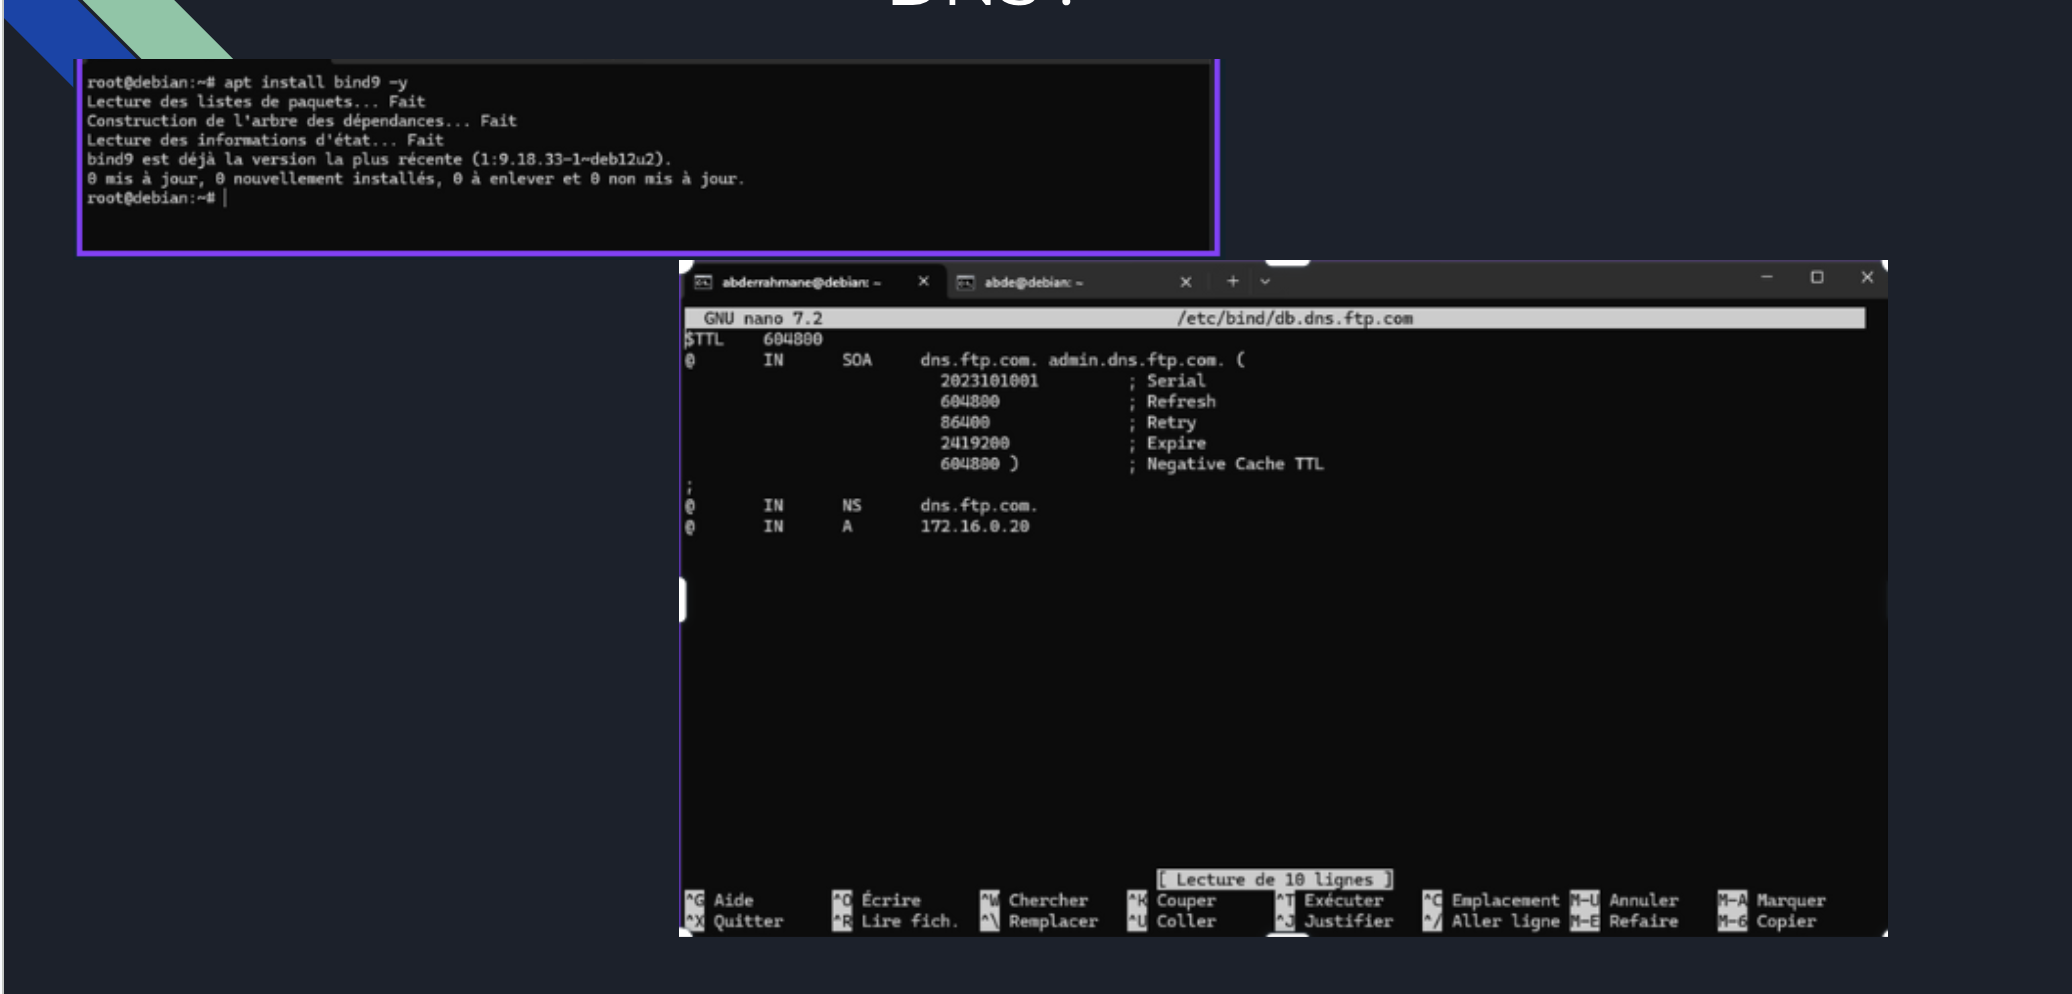 DNS :
root@debian:~# apt install bind9 -y
Lecture des listes de paquets... Fait
Construction de l'arbre des dépendances... Fait
Lecture des informations d'état... Fait
bind9 est déjà la version la plus récente (1:9.18.33-1~deb12u2).
0 mis à jour, 0 nouvellement installés, 0 à enlever et 0 non mis à jour.
root@debian:~#
abderrahmane@debian: ~ abde@debian: ~
GNU nano 7.2 /etc/bind/db.dns.ftp.com
$TTL 604800
@ IN SOA dns.ftp.com. admin.dns.ftp.com. (
2023101001 ; Serial
604800 ; Refresh
86400 ; Retry
2419200 ; Expire
604800 ) ; Negative Cache TTL
;
@ IN NS dns.ftp.com.
@ IN A 172.16.0.20
[ Lecture de 10 lignes ]
^G Aide ^O Écrire ^W Chercher ^K Couper ^T Exécuter ^C Emplacement M-U Annuler M-A Marquer
^X Quitter ^R Lire fich. ^\ Remplacer ^U Coller ^J Justifier ^/ Aller ligne M-E Refaire M-6 Copier